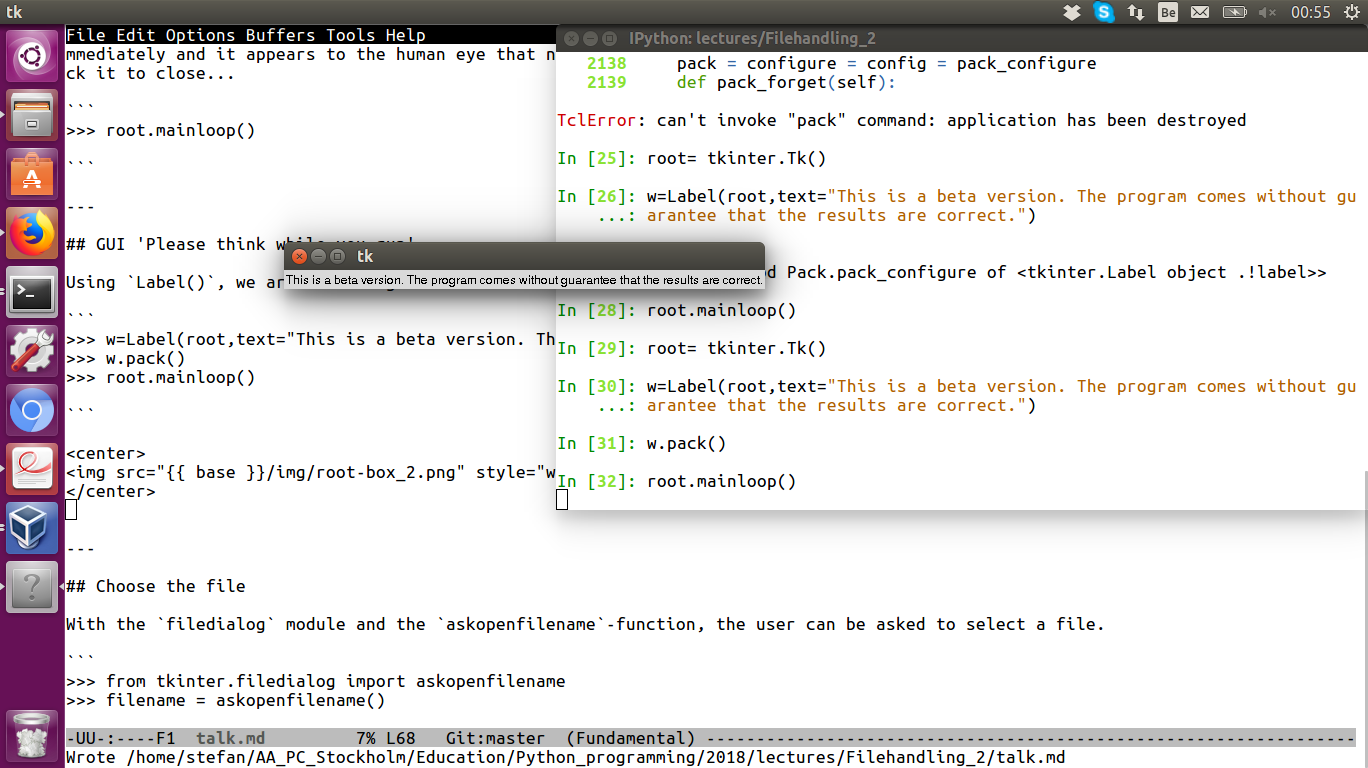 tk
Be
00:55
File Edit Options Buffers Tools Help
mmediately and it appears to the human eye that n
ck it to close...
```
>>> root.mainloop()
```
---
## GUI 'Please think while you run'
Using `Label()`, we ar
```
>>> w=Label(root,text="This is a beta version. Th
>>> w.pack()
>>> root.mainloop()
```
<center>
<img src="{{ base }}/img/root-box_2.png" style="w
</center>
---
## Choose the file
With the `filedialog` module and the `askopenfilename`-function, the user can be asked to select a file.
```
>>> from tkinter.filedialog import askopenfilename
>>> filename = askopenfilename()
-UU-:----F1  talk.md         7% L68   Git:master  (Fundamental) -----------------------------------------------------------------
Wrote /home/stefan/AA_PC_Stockholm/Education/Python_programming/2018/lectures/Filehandling_2/talk.md
tk
This is a beta version. The program comes without guarantee that the results are correct.
IPython: lectures/Filehandling_2
2138     pack = configure = config = pack_configure
2139     def pack_forget(self):
TclError: can't invoke "pack" command: application has been destroyed
In [25]: root= tkinter.Tk()
In [26]: w=Label(root,text="This is a beta version. The program comes without gu
...: arantee that the results are correct.")
d Pack.pack_configure of <tkinter.Label object .!label>>
In [28]: root.mainloop()
In [29]: root= tkinter.Tk()
In [30]: w=Label(root,text="This is a beta version. The program comes without gu
...: arantee that the results are correct.")
In [31]: w.pack()
In [32]: root.mainloop()